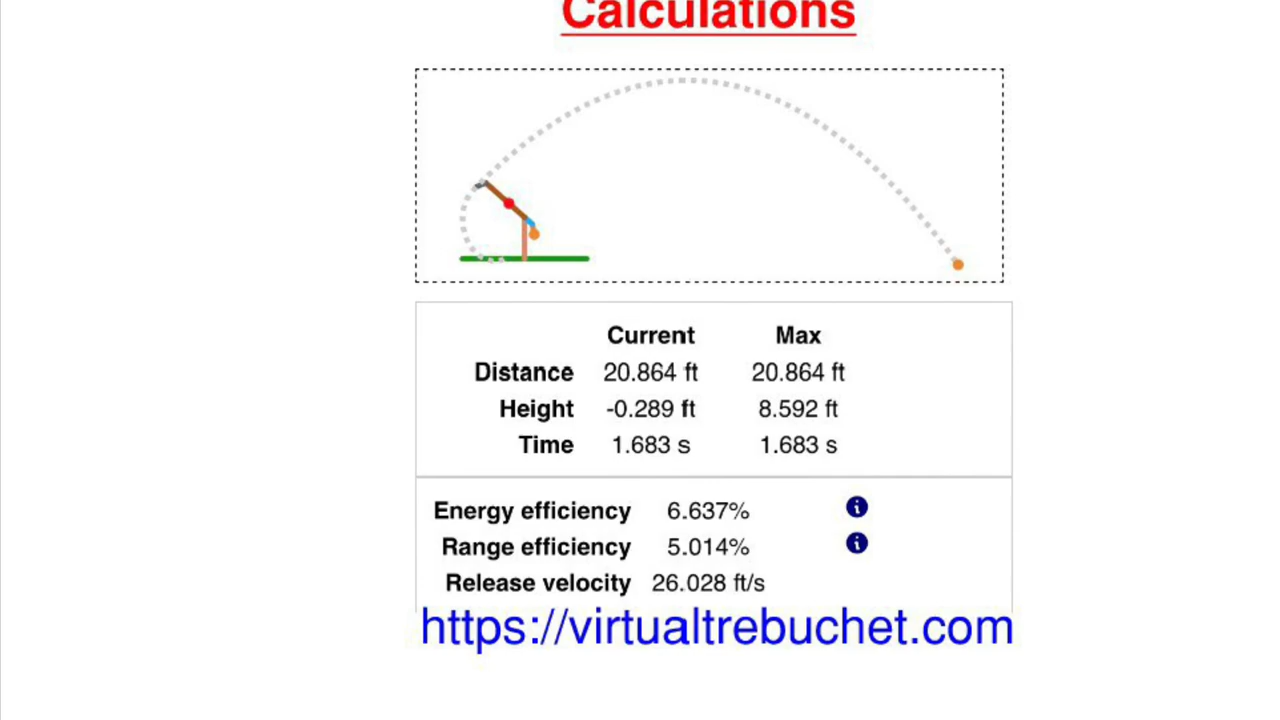 Calculations
Current Max
Distance 20.864 ft 20.864 ft
Height -0.289 ft 8.592 ft
Time 1.683 s 1.683 s
Energy efficiency 6.637% i
Range efficiency 5.014% i
Release velocity 26.028 ft/s
https://virtualtrebuchet.com